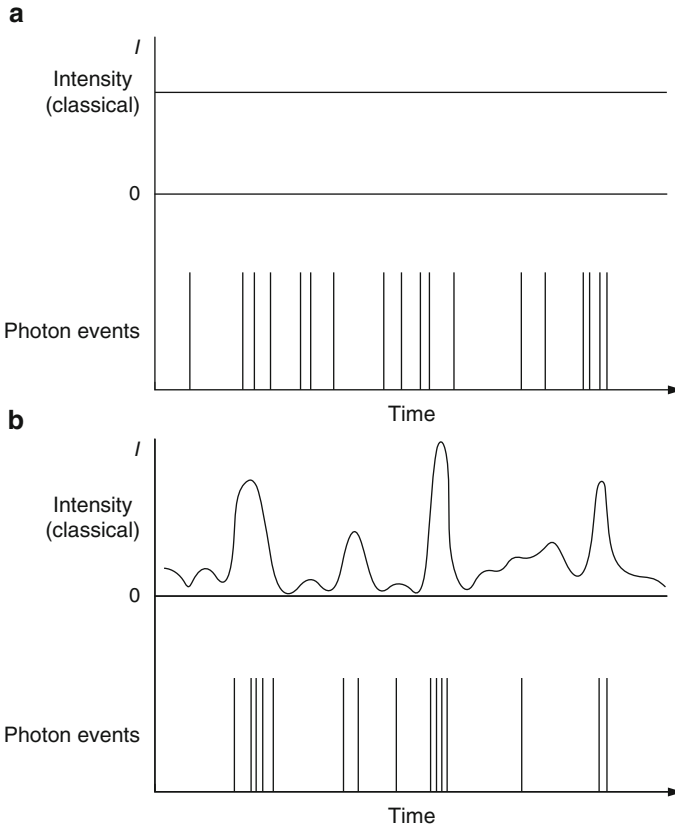 a
I
Intensity
(classical)
0
Photon events
Time
b
I
Intensity
(classical)
0
Photon events
Time